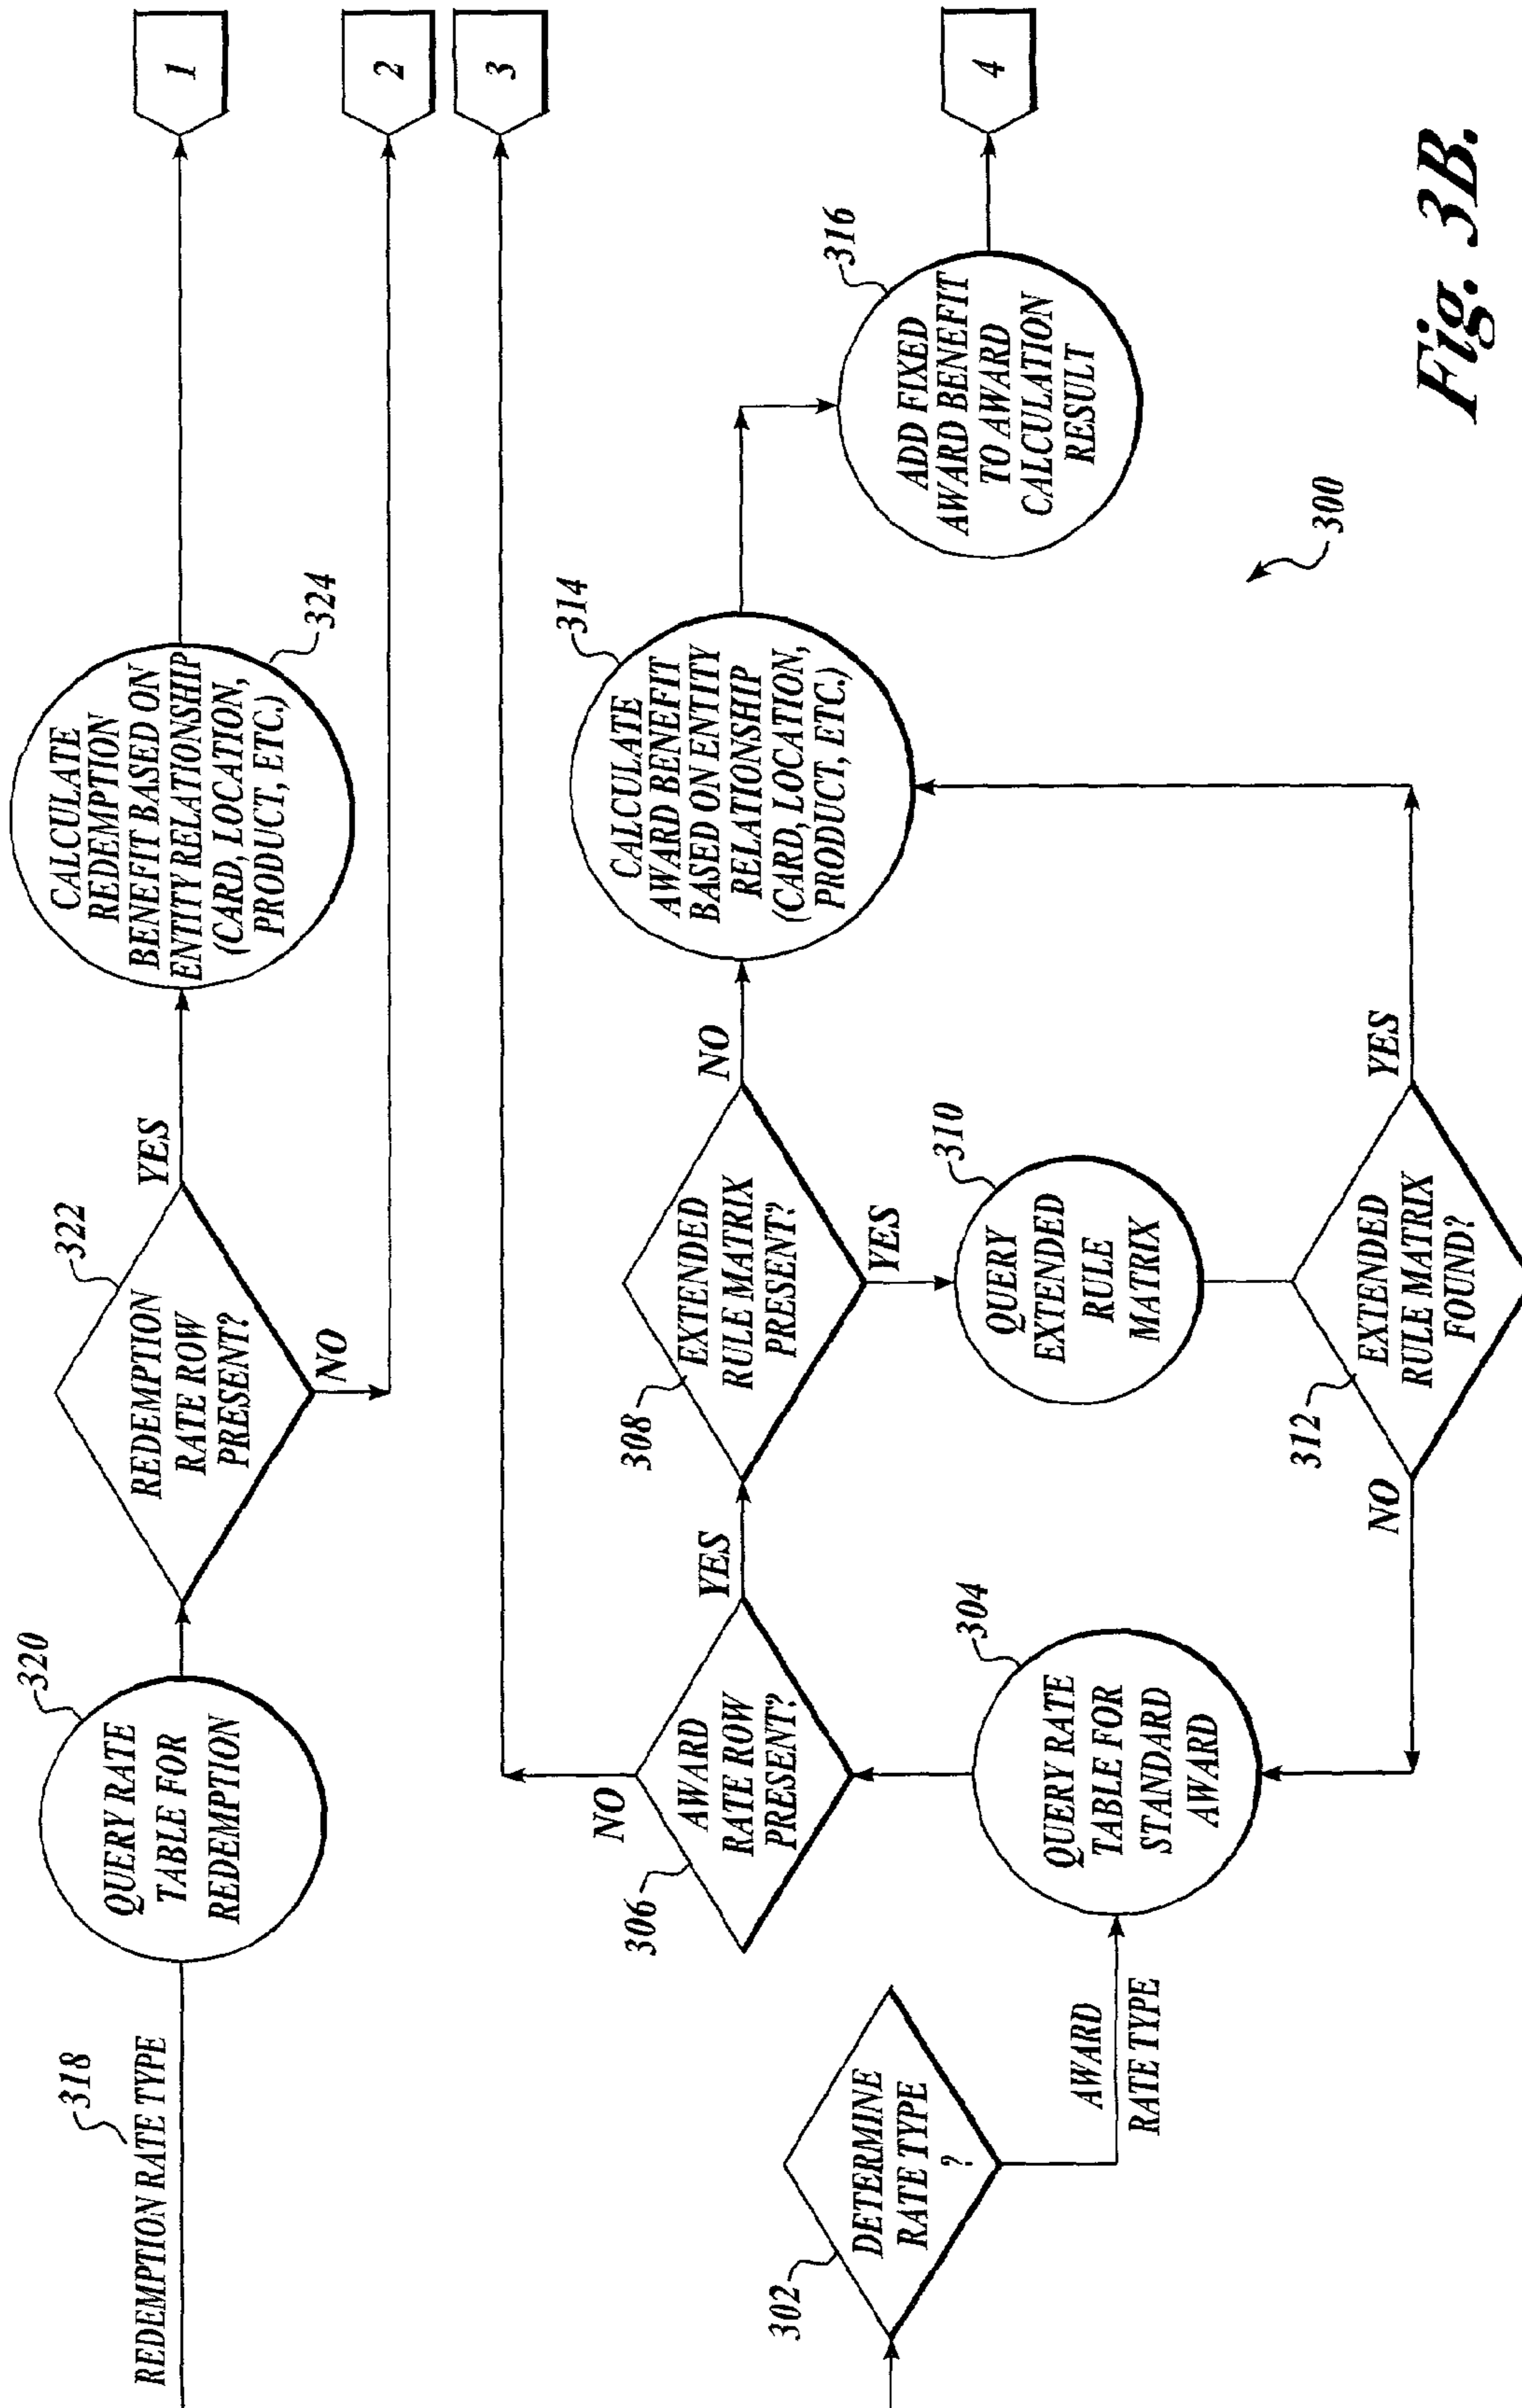 REDEMPTION RATE TYPE
318
QUERY RATE
TABLE FOR
REDEMPTION
320
REDEMPTION
RATE ROW
PRESENT?
322
YES
NO
CALCULATE
REDEMPTION
BENEFIT BASED ON
ENTITY RELATIONSHIP
(CARD, LOCATION,
PRODUCT, ETC.)
324
1
2
3
302
DETERMINE
RATE TYPE
?
AWARD
RATE TYPE
QUERY RATE
TABLE FOR
STANDARD
AWARD
304
306
AWARD
RATE ROW
PRESENT?
NO
YES
308
EXTENDED
RULE MATRIX
PRESENT?
NO
YES
QUERY
EXTENDED
RULE
MATRIX
310
312
EXTENDED
RULE MATRIX
FOUND?
NO
YES
CALCULATE
AWARD BENEFIT
BASED ON ENTITY
RELATIONSHIP
(CARD, LOCATION,
PRODUCT, ETC.)
314
ADD FIXED
AWARD BENEFIT
TO AWARD
CALCULATION
RESULT
316
4
300
Fig. 3B.